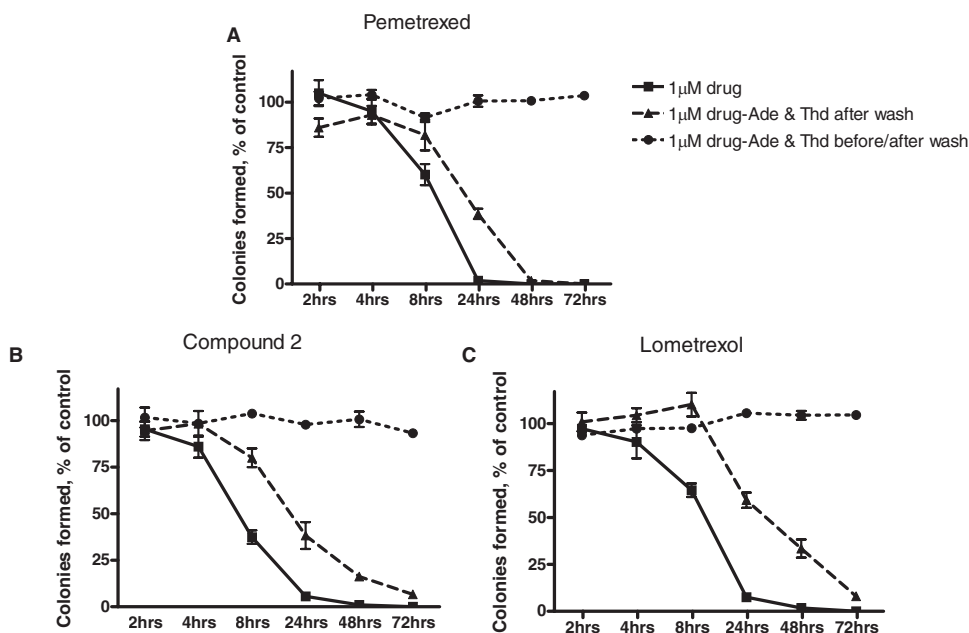 A
Pemetrexed
Colonies formed, % of control
100
75
50
25
0
2hrs 4hrs 8hrs 24hrs 48hrs 72hrs
1μM drug
1μM drug-Ade & Thd after wash
1μM drug-Ade & Thd before/after wash
B
Compound 2
Colonies formed, % of control
100
75
50
25
0
2hrs 4hrs 8hrs 24hrs 48hrs 72hrs
C
Lometrexol
Colonies formed, % of control
100
75
50
25
0
2hrs 4hrs 8hrs 24hrs 48hrs 72hrs